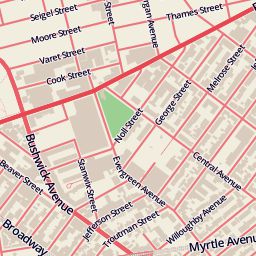 Seigel Street
Thames Street
Moore Street
Varet Street
Cook Street
Melrose Street
George Street
Noll Street
Bushwick Avenue
Beaver Street
Stanwix Street
Evergreen Avenue
Central Avenue
Jefferson Street
Troutman Street
Willoughby Avenue
Broadway
Myrtle Avenu